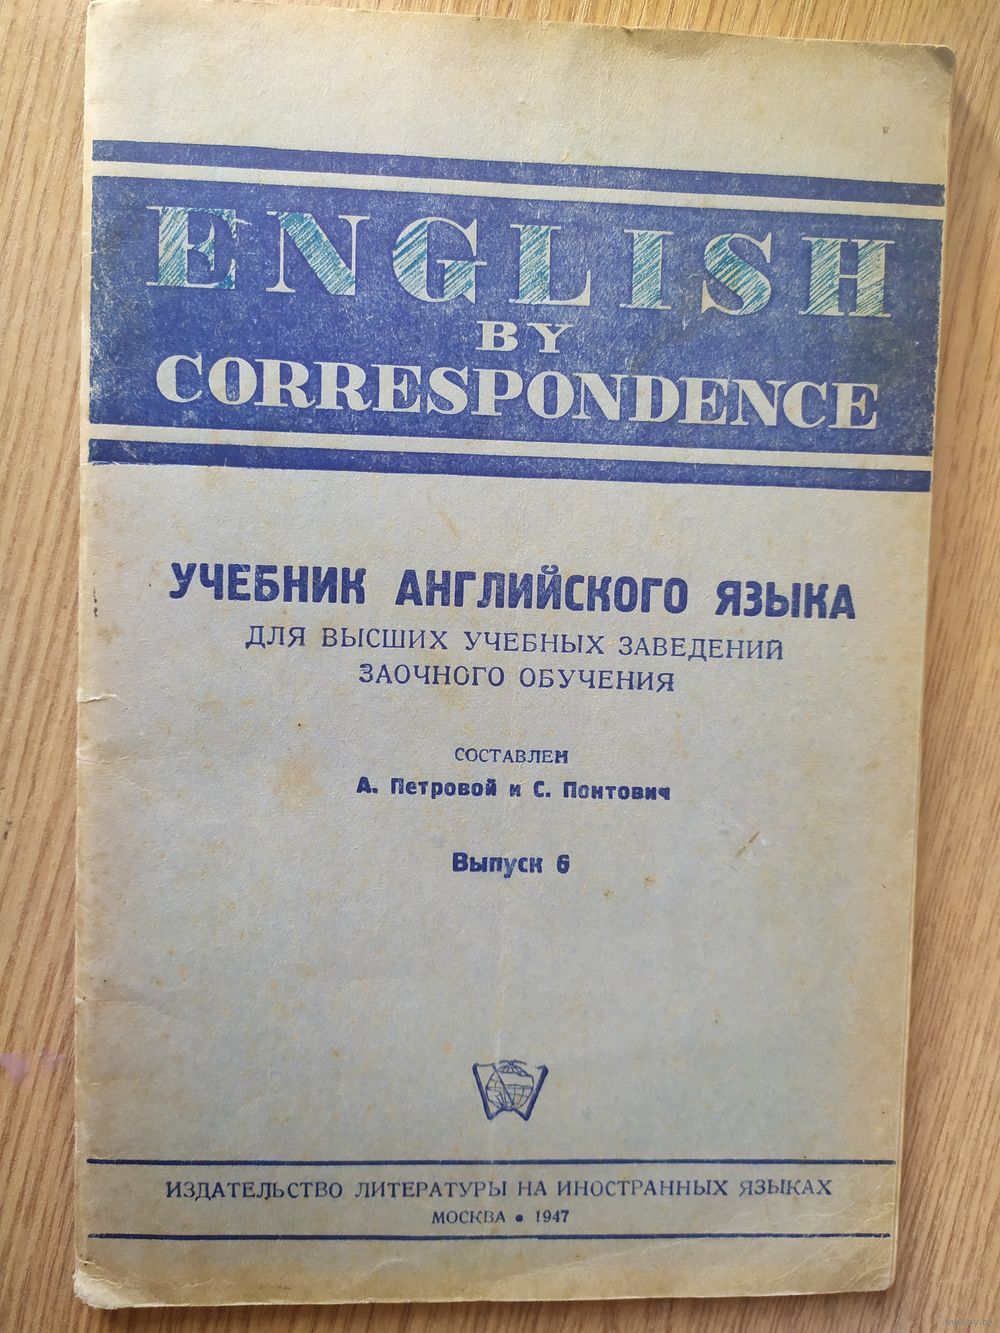 ENGLISH
BY
CORRESPONDENCE
УЧЕБНИК АНГЛИЙСКОГО ЯЗЫКА
ДЛЯ ВЫСШИХ УЧЕБНЫХ ЗАВЕДЕНИЙ
ЗАОЧНОГО ОБУЧЕНИЯ
СОСТАВЛЕН
А. Петровой и С. Понтович
Выпуск 6
ИЗДАТЕЛЬСТВО ЛИТЕРАТУРЫ НА ИНОСТРАННЫХ ЯЗЫКАХ
МОСКВА • 1947